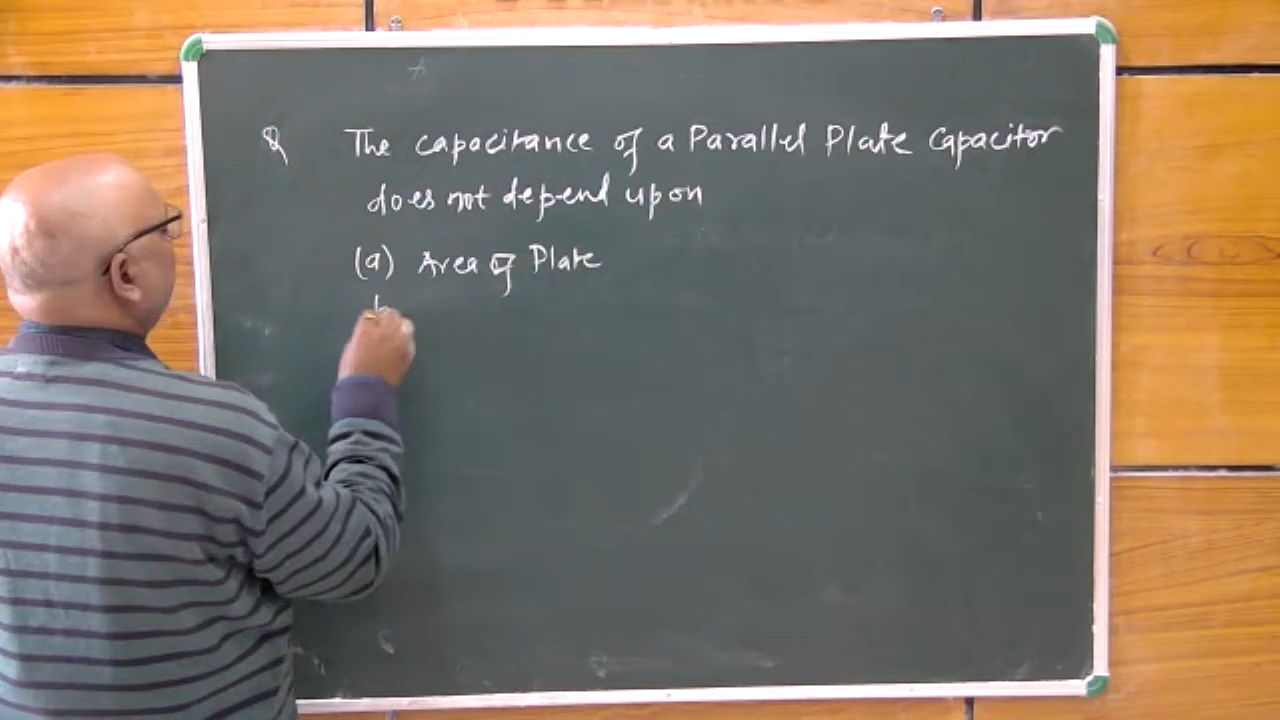 Q The capacitance of a Parallel Plate Capacitor
does not depend upon
(a) Area of Plate
b